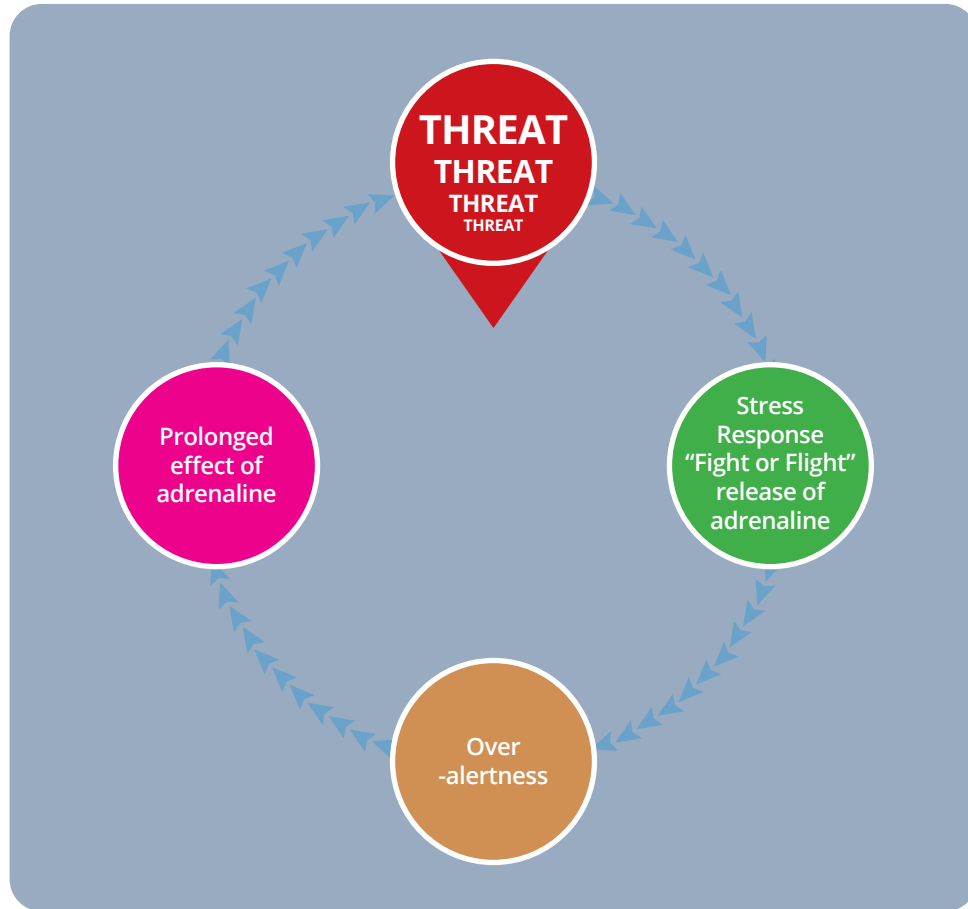 THREAT
THREAT
THREAT
THREAT
Stress
Response
“Fight or Flight”
release of
adrenaline
Over
-alertness
Prolonged
effect of
adrenaline